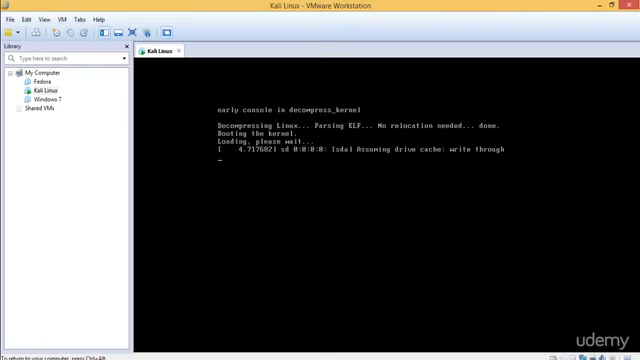 Kali Linux - VMware Workstation
File Edit View VM Tabs Help
Library
Type here to search
My Computer
Fedora
Kali Linux
Windows 7
Shared VMs
Kali Linux
early console in decompress_kernel
Decompressing Linux... Parsing ELF... No relocation needed... done.
Booting the kernel.
Loading, please wait...
[ 4.717682] sd 0:0:0:0: [sda] Assuming drive cache: write through
udemy
To return to your computer, press Ctrl+Alt.